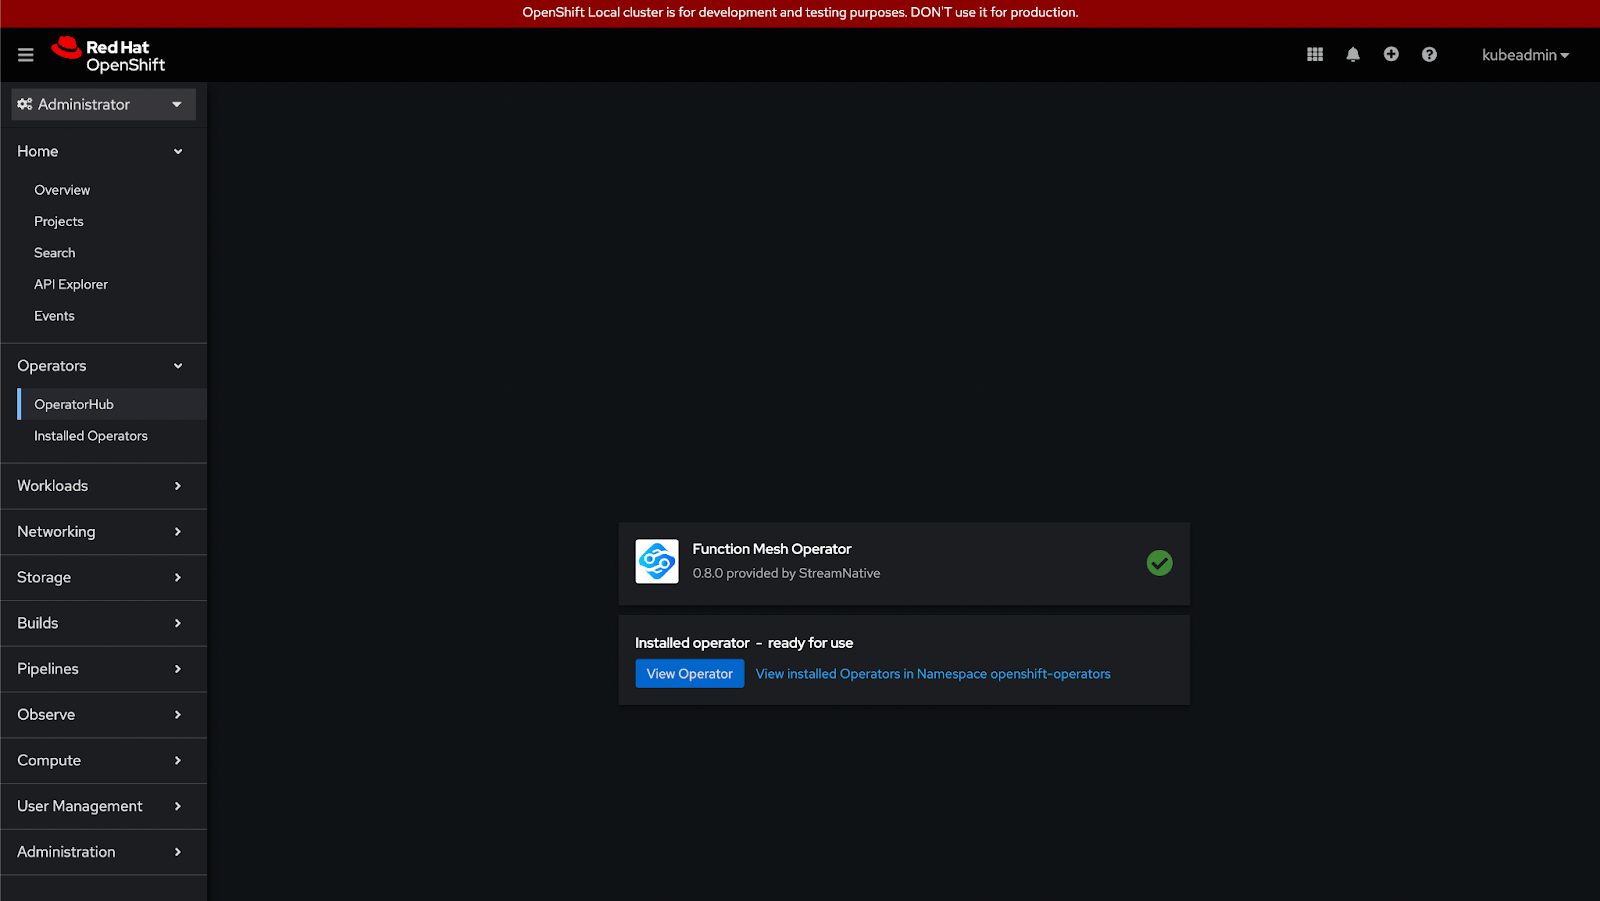 OpenShift Local cluster is for development and testing purposes. DON'T use it for production.
Red Hat
OpenShift
kubeadmin
Administrator
Home
Overview
Projects
Search
API Explorer
Events
Operators
OperatorHub
Installed Operators
Workloads
Networking
Storage
Builds
Pipelines
Observe
Compute
User Management
Administration
Function Mesh Operator
0.8.0 provided by StreamNative
Installed operator - ready for use
View Operator View installed Operators in Namespace openshift-operators